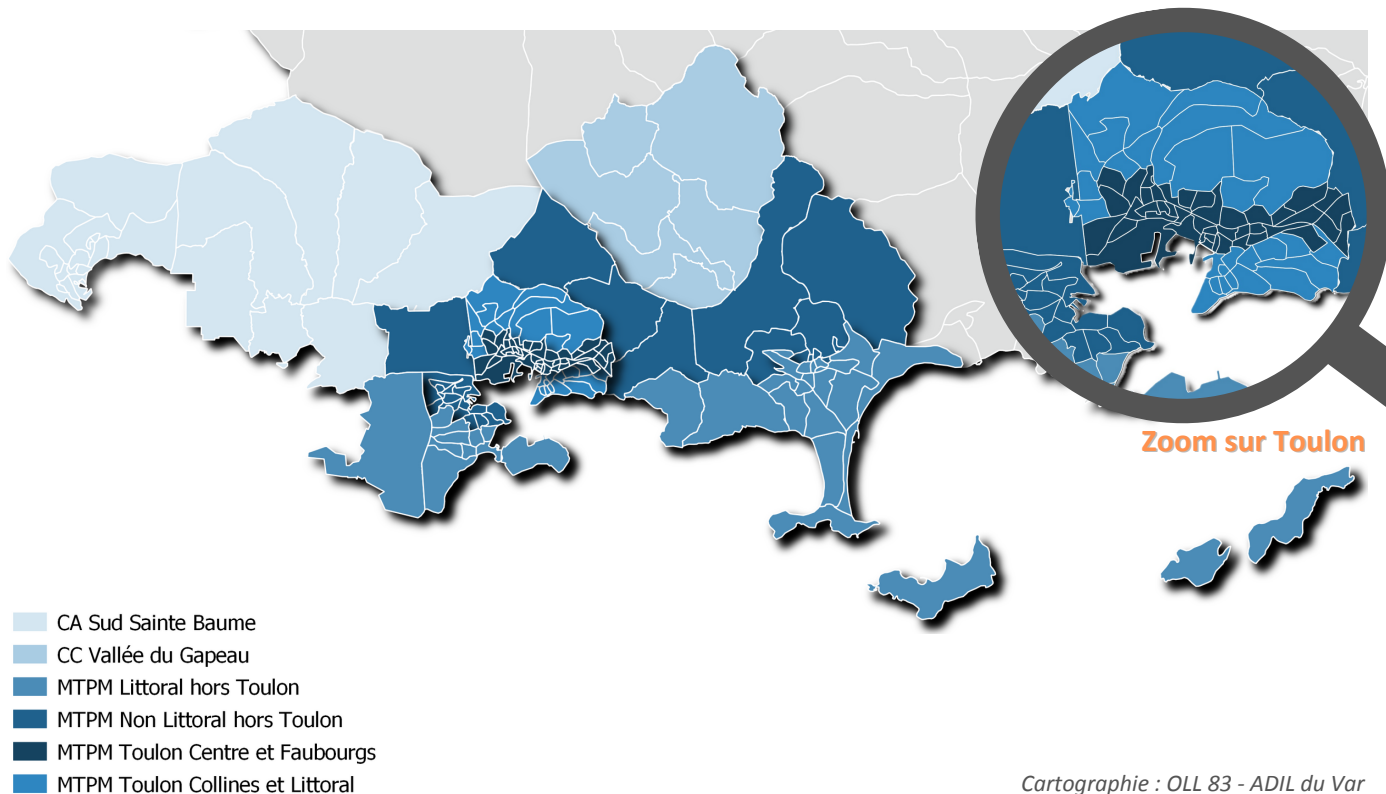 Zoom sur Toulon
CA Sud Sainte Baume
CC Vallée du Gapeau
MTPM Littoral hors Toulon
MTPM Non Littoral hors Toulon
MTPM Toulon Centre et Faubourgs
MTPM Toulon Collines et Littoral
Cartographie : OLL 83 - ADIL du Var